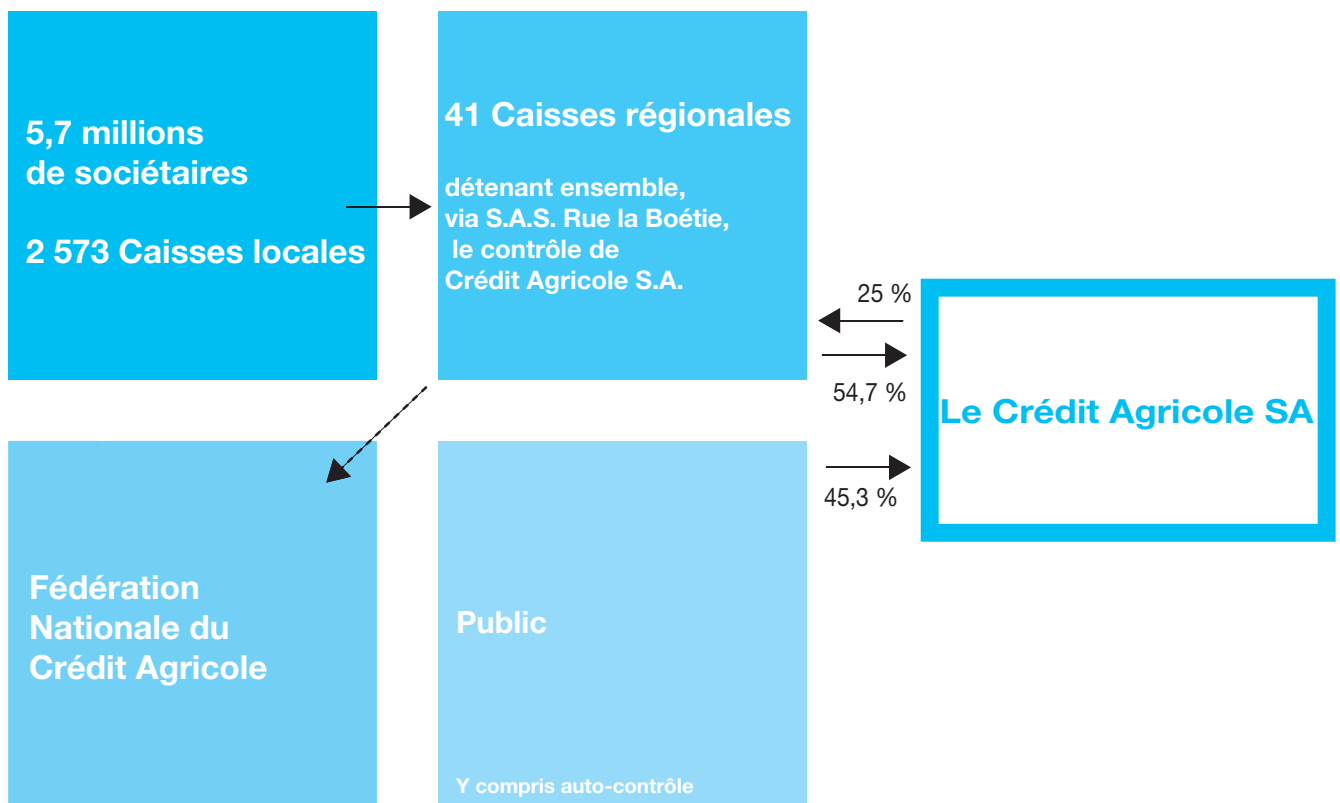 5,7 millions
de sociétaires
2 573 Caisses locales
41 Caisses régionales
détenant ensemble,
via S.A.S. Rue la Boétie,
le contrôle de
Crédit Agricole S.A.
25 %
54,7 %
Le Crédit Agricole SA
45,3 %
Fédération
Nationale du
Crédit Agricole
Public
Y compris auto-contrôle